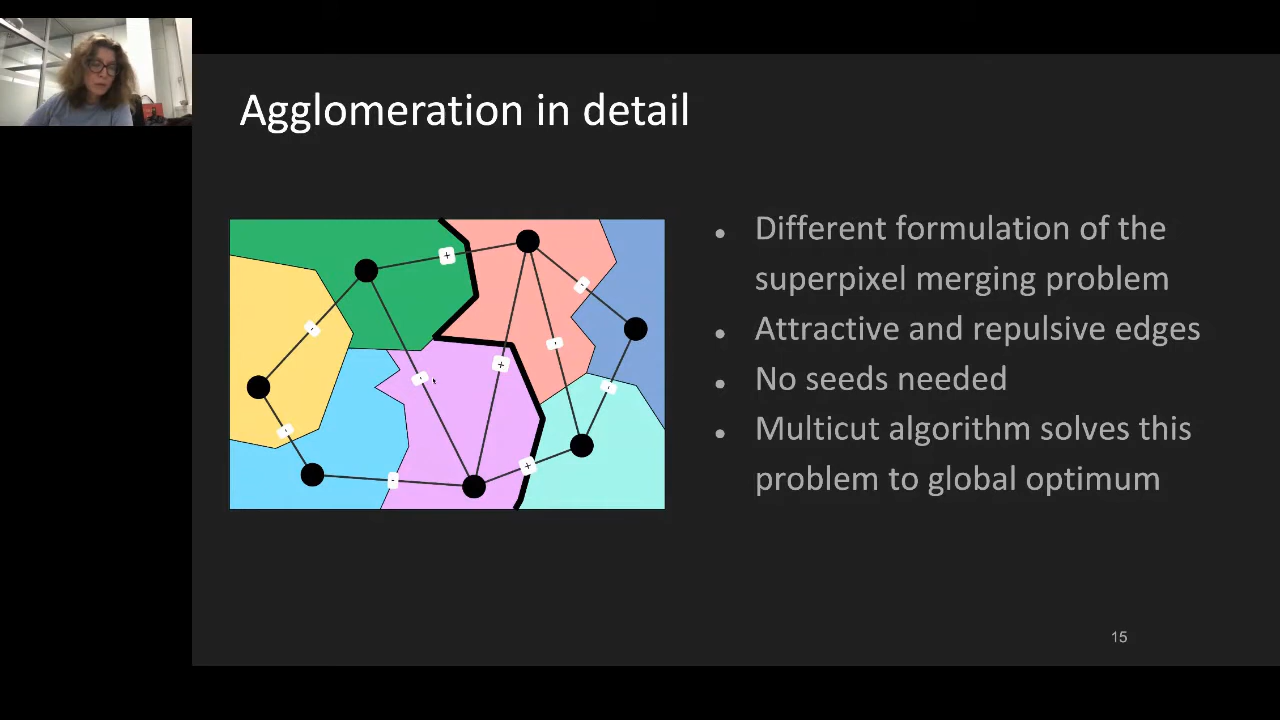 Agglomeration in detail
Different formulation of the
superpixel merging problem
Attractive and repulsive edges
No seeds needed
Multicut algorithm solves this
problem to global optimum
+
-
-
-
+
-
-
-
-
+
15